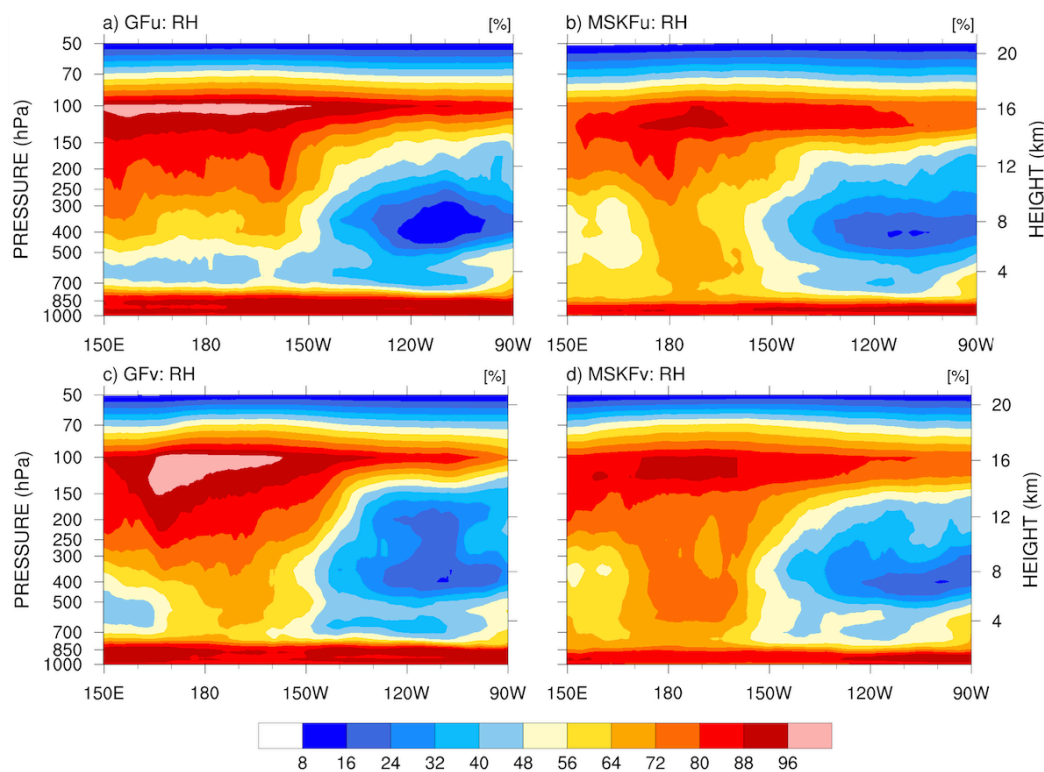 a) GFu: RH [%]
b) MSKFu: RH [%]
50
70
100
150
200
250
300
400
500
700
850
1000
PRESSURE (hPa)
20
16
12
8
4
HEIGHT (km)
150E 180 150W 120W 90W
150E 180 150W 120W 90W
c) GFv: RH [%]
d) MSKFv: RH [%]
50
70
100
150
200
250
300
400
500
700
850
1000
PRESSURE (hPa)
20
16
12
8
4
HEIGHT (km)
150E 180 150W 120W 90W
150E 180 150W 120W 90W
8 16 24 32 40 48 56 64 72 80 88 96